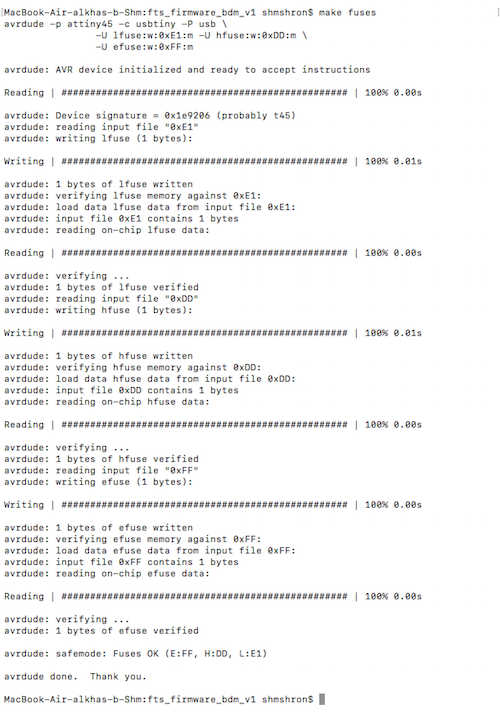 [MacBook-Air-alkhas-b-Shm:fts_firmware_bdm_v1 shmshron$ make fuses ]
avrdude -p attiny45 -c usbtiny -P usb \
-U lfuse:w:0xE1:m -U hfuse:w:0xDD:m \
-U efuse:w:0xFF:m
avrdude: AVR device initialized and ready to accept instructions
Reading | ################################################## | 100% 0.00s
avrdude: Device signature = 0x1e9206 (probably t45)
avrdude: reading input file "0xE1"
avrdude: writing lfuse (1 bytes):
Writing | ################################################## | 100% 0.01s
avrdude: 1 bytes of lfuse written
avrdude: verifying lfuse memory against 0xE1:
avrdude: load data lfuse data from input file 0xE1:
avrdude: input file 0xE1 contains 1 bytes
avrdude: reading on-chip lfuse data:
Reading | ################################################## | 100% 0.00s
avrdude: verifying ...
avrdude: 1 bytes of lfuse verified
avrdude: reading input file "0xDD"
avrdude: writing hfuse (1 bytes):
Writing | ################################################## | 100% 0.01s
avrdude: 1 bytes of hfuse written
avrdude: verifying hfuse memory against 0xDD:
avrdude: load data hfuse data from input file 0xDD:
avrdude: input file 0xDD contains 1 bytes
avrdude: reading on-chip hfuse data:
Reading | ################################################## | 100% 0.00s
avrdude: verifying ...
avrdude: 1 bytes of hfuse verified
avrdude: reading input file "0xFF"
avrdude: writing efuse (1 bytes):
Writing | ################################################## | 100% 0.00s
avrdude: 1 bytes of efuse written
avrdude: verifying efuse memory against 0xFF:
avrdude: load data efuse data from input file 0xFF:
avrdude: input file 0xFF contains 1 bytes
avrdude: reading on-chip efuse data:
Reading | ################################################## | 100% 0.00s
avrdude: verifying ...
avrdude: 1 bytes of efuse verified
avrdude: safemode: Fuses OK (E:FF, H:DD, L:E1)
avrdude done.  Thank you.
MacBook-Air-alkhas-b-Shm:fts_firmware_bdm_v1 shmshron$